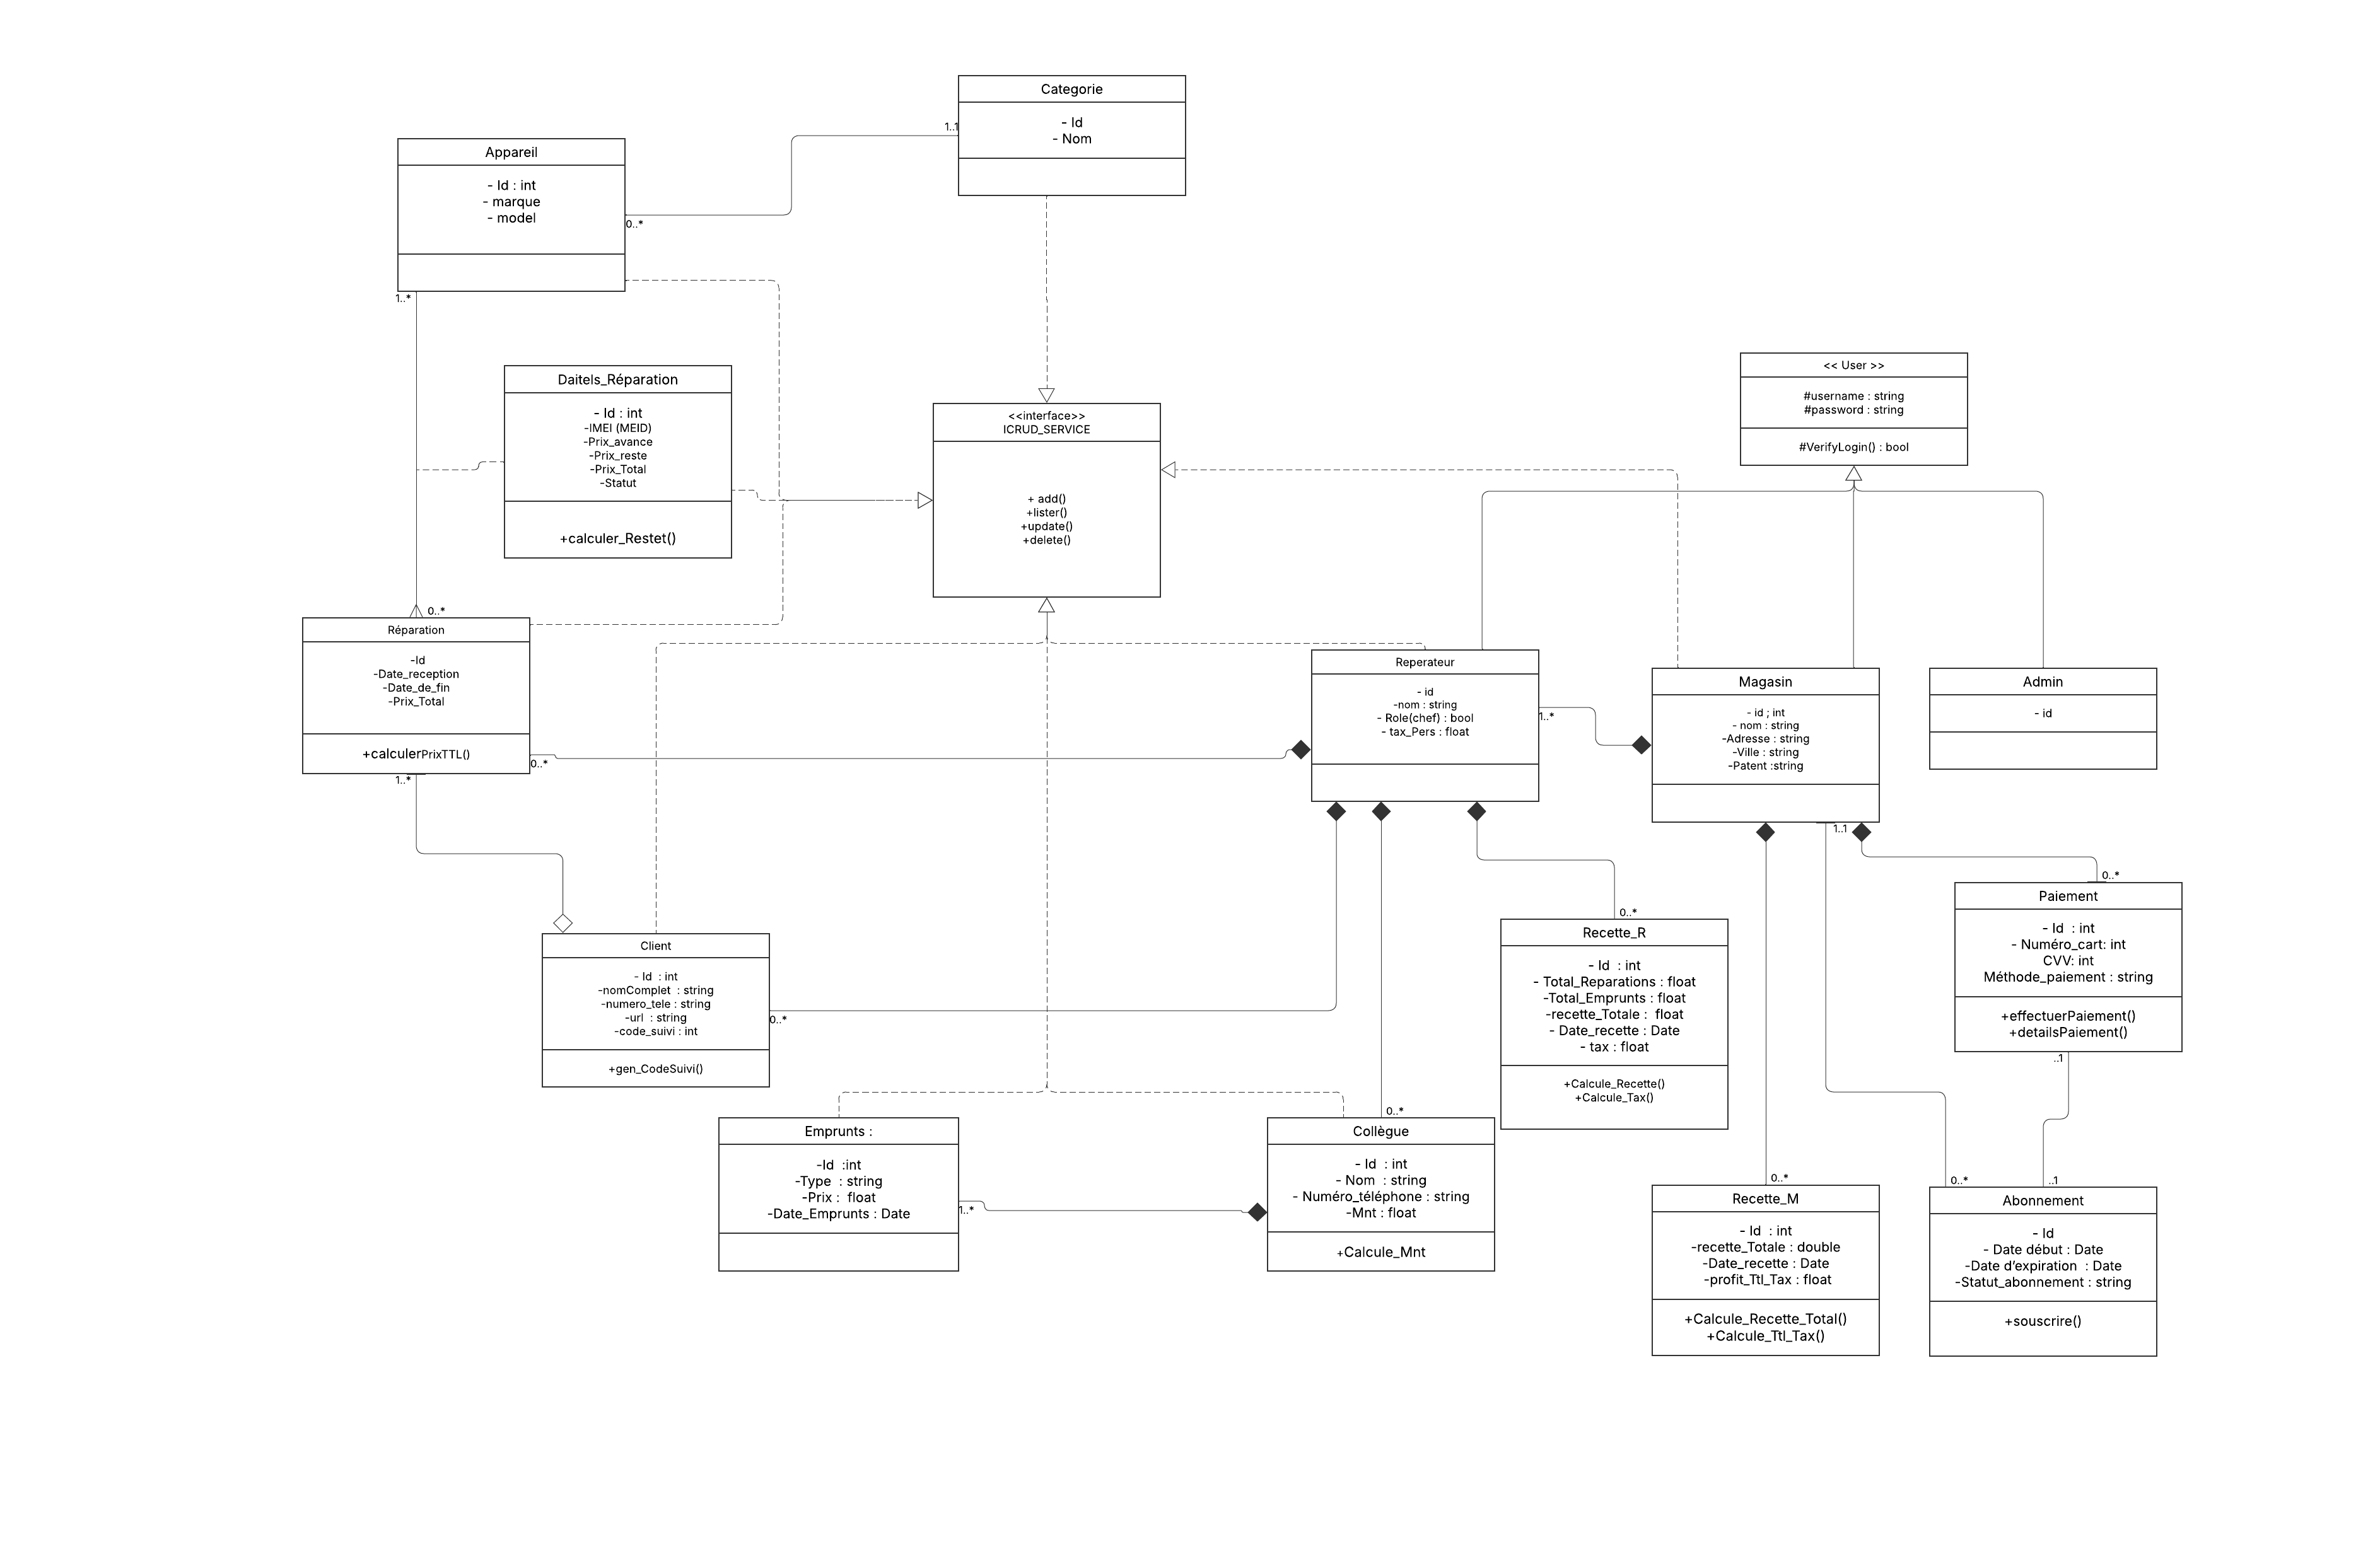 Categorie
- Id
- Nom
1..1
Appareil
- Id : int
- marque
- model
0..*
1..*
Daitels_Réparation
- Id : int
-IMEI (MEID)
-Prix_avance
-Prix_reste
-Prix_Total
-Statut
+calculer_Restet()
<<interface>>
ICRUD_SERVICE
+ add()
+lister()
+update()
+delete()
<< User >>
#username : string
#password : string
#VerifyLogin() : bool
0..*
Réparation
-Id
-Date_reception
-Date_de_fin
-Prix_Total
+calculerPrixTTL()
0..*
1..*
Reperateur
- id
-nom : string
- Role(chef) : bool
- tax_Pers : float
1..*
Magasin
- id ; int
- nom : string
-Adresse : string
-Ville : string
-Patent :string
1..1
Admin
- id
Client
- Id : int
-nomComplet : string
-numero_tele : string
-url : string
-code_suivi : int
+gen_CodeSuivi()
0..*
0..*
Recette_R
- Id : int
- Total_Reparations : float
-Total_Emprunts : float
-recette_Totale : float
- Date_recette : Date
- tax : float
+Calcule_Recette()
+Calcule_Tax()
0..*
Paiement
- Id : int
- Numéro_cart: int
CVV: int
Méthode_paiement : string
+effectuerPaiement()
+detailsPaiement()
..1
Emprunts :
-Id :int
-Type : string
-Prix : float
-Date_Emprunts : Date
1..*
0..*
Collègue
- Id : int
- Nom : string
- Numéro_téléphone : string
-Mnt : float
+Calcule_Mnt
0..*
Recette_M
- Id : int
-recette_Totale : double
-Date_recette : Date
-profit_Ttl_Tax : float
+Calcule_Recette_Total()
+Calcule_Ttl_Tax()
0..*
..1
Abonnement
- Id
- Date début : Date
-Date d'expiration : Date
-Statut_abonnement : string
+souscrire()